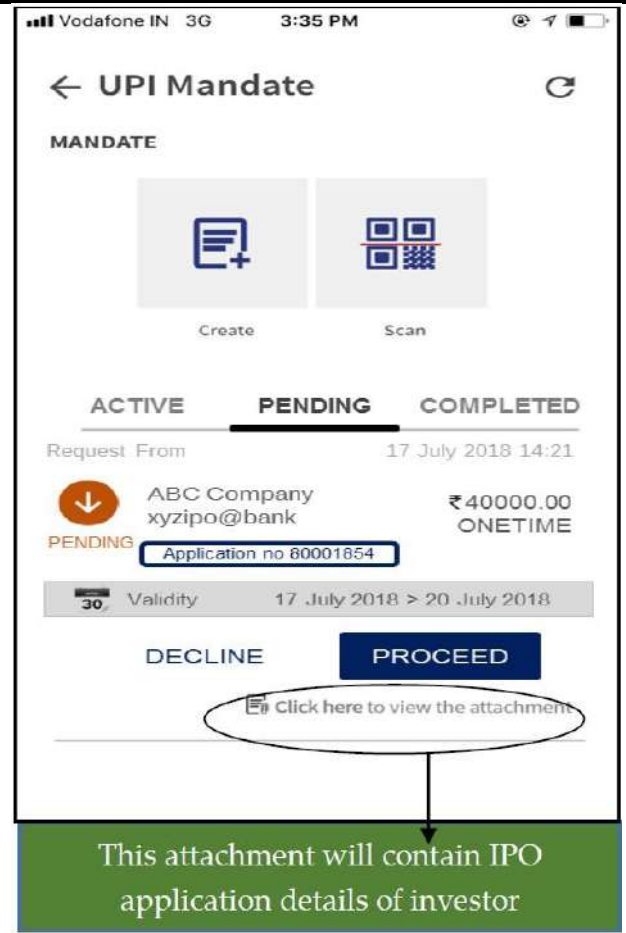 Vodafone IN 3G 3:35 PM
← UPI Mandate
MANDATE
Create Scan
ACTIVE PENDING COMPLETED
Request From 17 July 2018 14:21
ABC Company ₹40000.00
xyzipo@bank ONETIME
PENDING
Application no 80001854
30 Validity 17 July 2018 > 20 July 2018
DECLINE PROCEED
Click here to view the attachment
This attachment will contain IPO
application details of investor